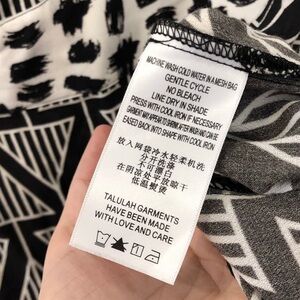 MACHINE WASH COLD WATER IN A MESH BAG
GENTLE CYCLE
NO BLEACH
LINE DRY IN SHADE
PRESS WITH COOL IRON IF NECESSARY
GARMENT MAY APPEAR TO SHRINK AFTER WASH AND CAN BE
EASED BACK INTO SHAPE WITH COOL IRON
放入网袋冷水轻柔机洗
分开洗涤
不可漂白
在阴凉处平放晾干
低温熨烫
TALULAH GARMENTS
HAVE BEEN MADE
WITH LOVE AND CARE